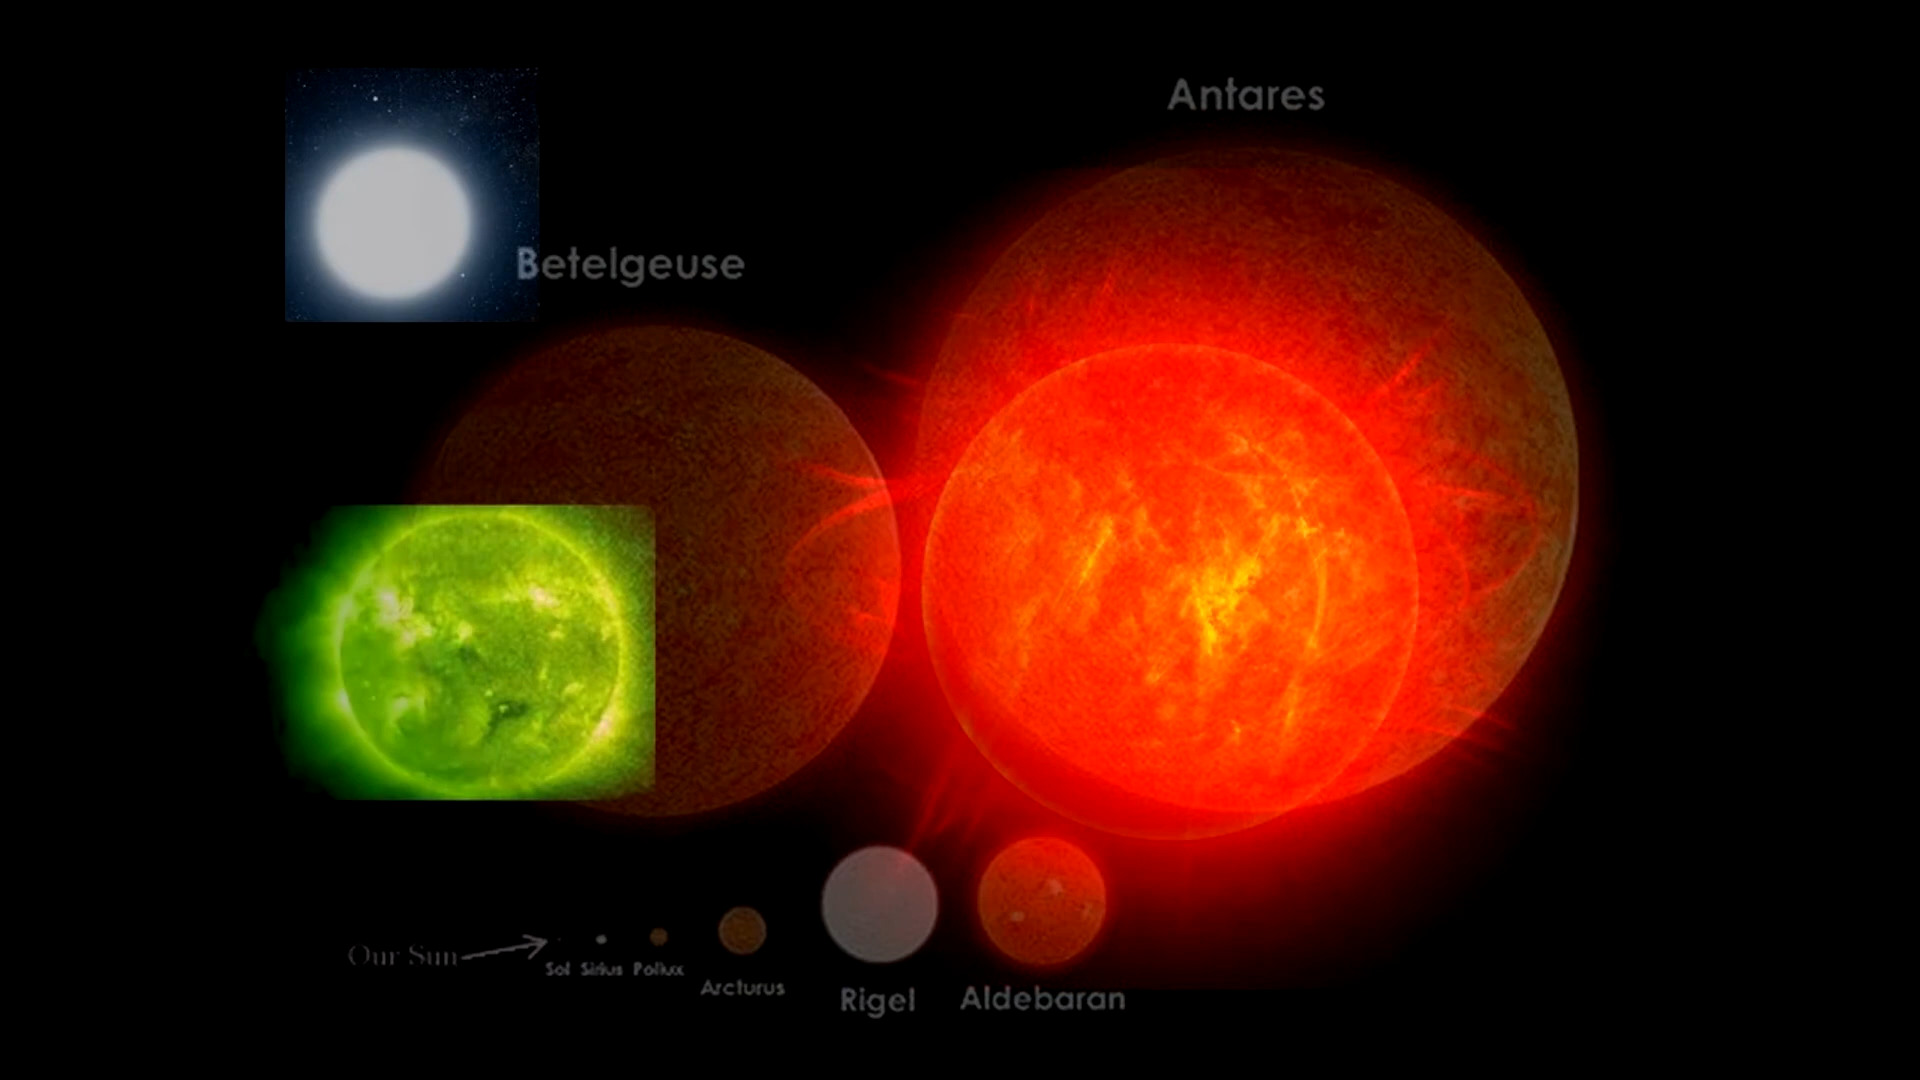 Antares
Betelgeuse
Our Sun
Sol Sirius Pollux
Arcturus
Rigel
Aldebaran